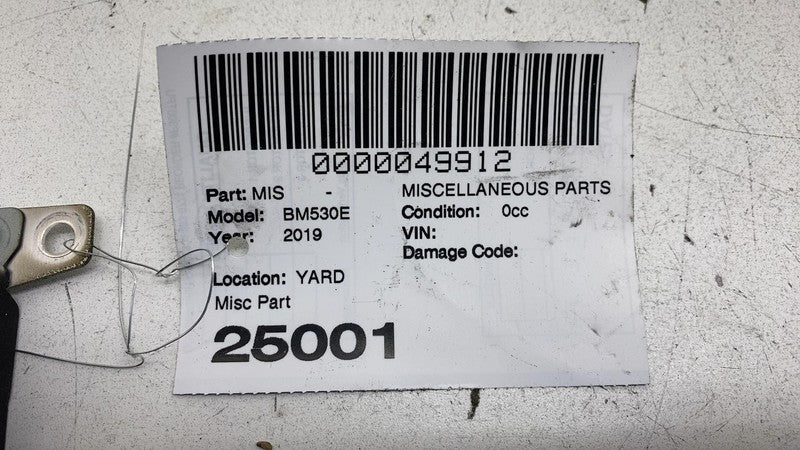 0000049912
Part: MIS - MISCELLANEOUS PARTS
Model: BM530E Condition: 0cc
Year: 2019 VIN:
Damage Code:
Location: YARD
Misc Part
25001